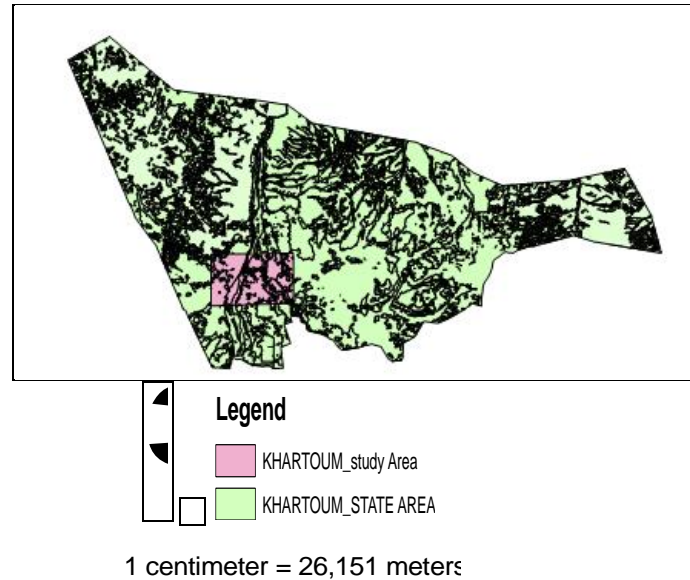 Legend
KHARTOUM_study Area
KHARTOUM_STATE AREA
1 centimeter = 26,151 meters